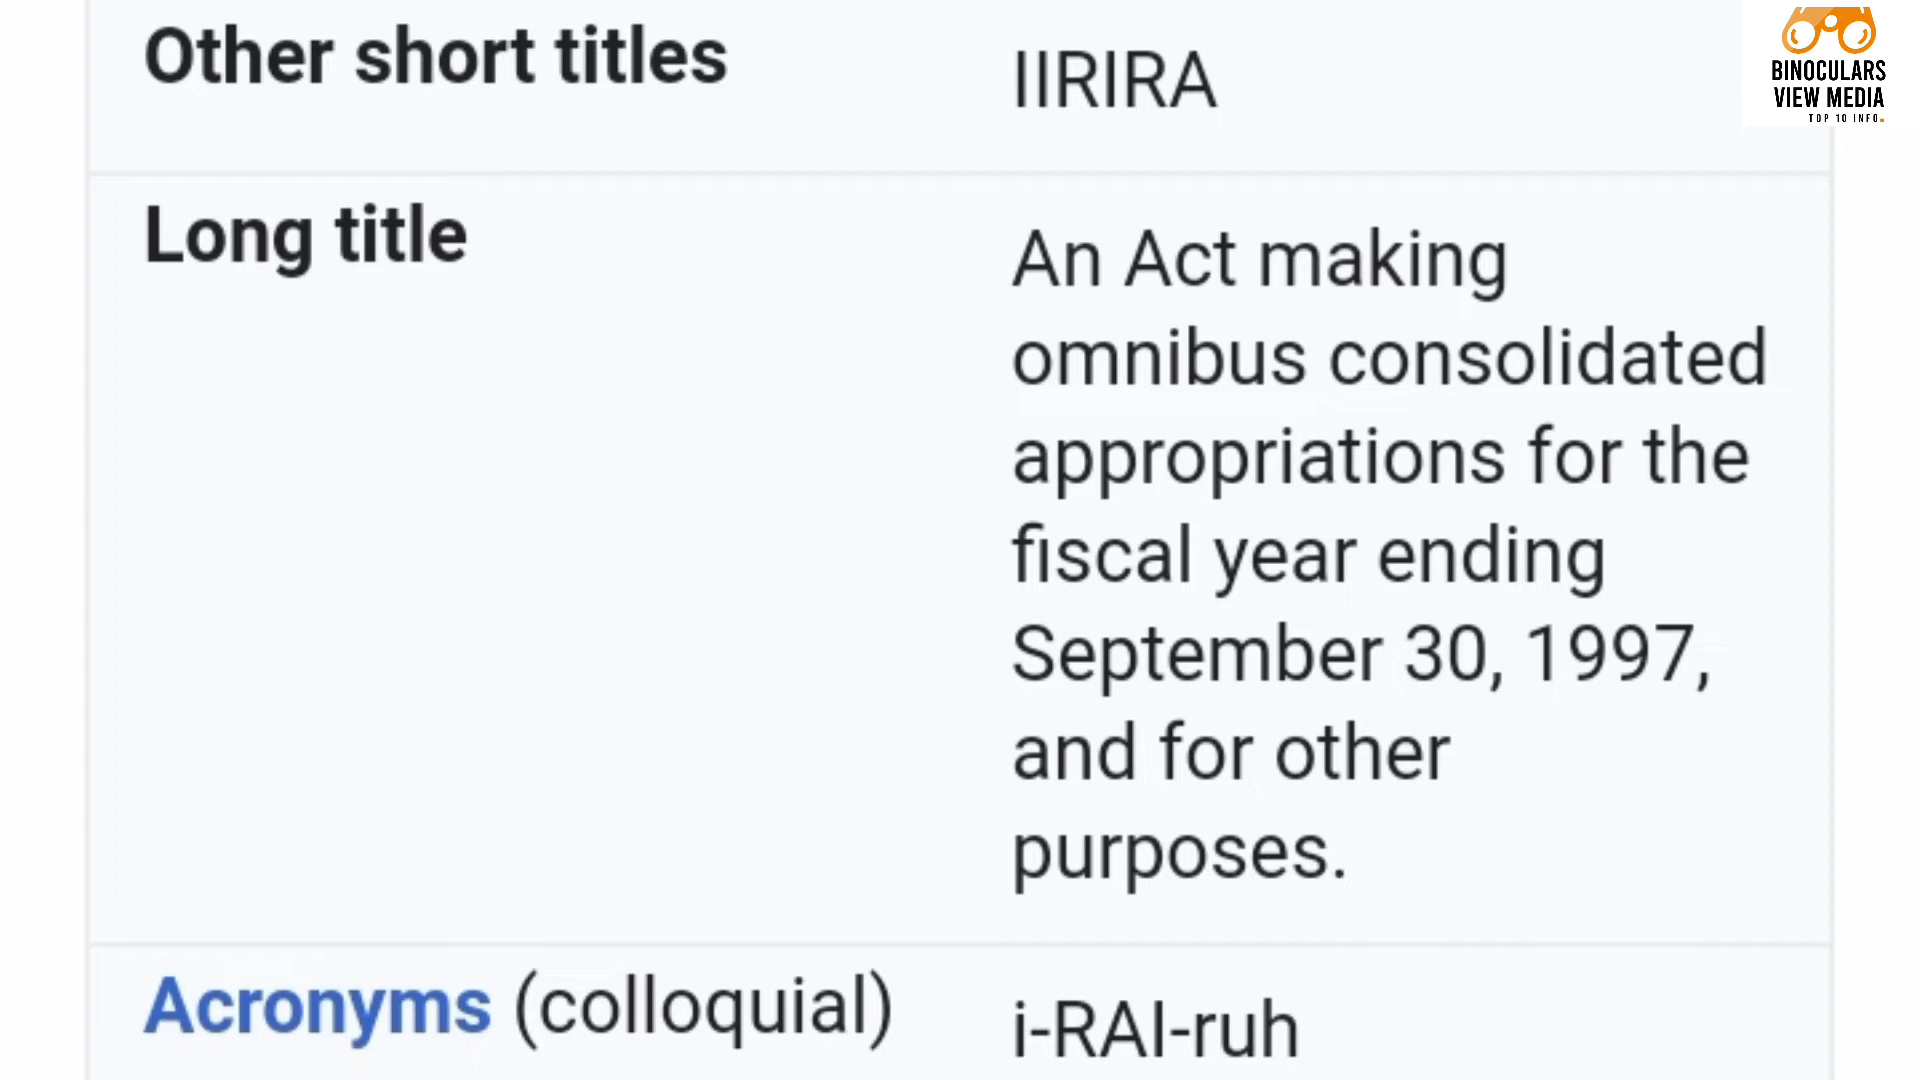 Other short titles
IIRIRA
BINOCULARS
VIEW MEDIA
TOP 10 INFO.
Long title
An Act making
omnibus consolidated
appropriations for the
fiscal year ending
September 30, 1997,
and for other
purposes.
Acronyms (colloquial)
i-RAI-ruh